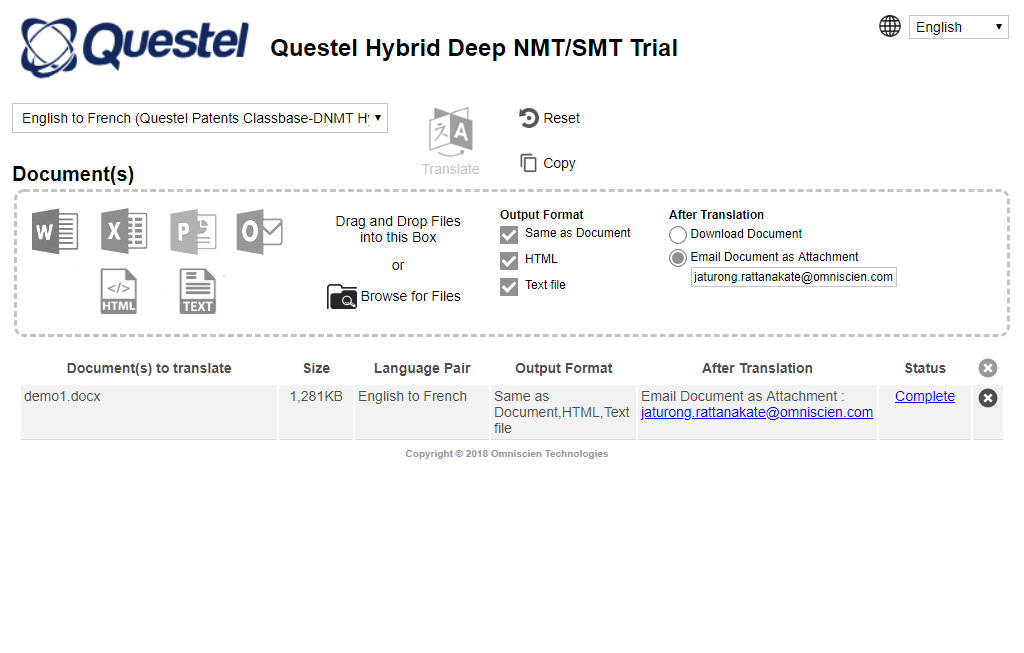 Questel
Questel Hybrid Deep NMT/SMT Trial
English
English to French (Questel Patents Classbase-DNMT Hy
Translate
Reset
Copy
Document(s)
W
X
P
O
HTML
TEXT
Drag and Drop Files
into this Box
or
Browse for Files
Output Format
Same as Document
HTML
Text file
After Translation
Download Document
Email Document as Attachment
jaturong.rattanakate@omniscien.com
Document(s) to translate Size Language Pair Output Format After Translation Status
demo1.docx 1,281KB English to French Same as Email Document as Attachment : Complete
Document,HTML,Text jaturong.rattanakate@omniscien.com
file
Copyright © 2018 Omniscien Technologies